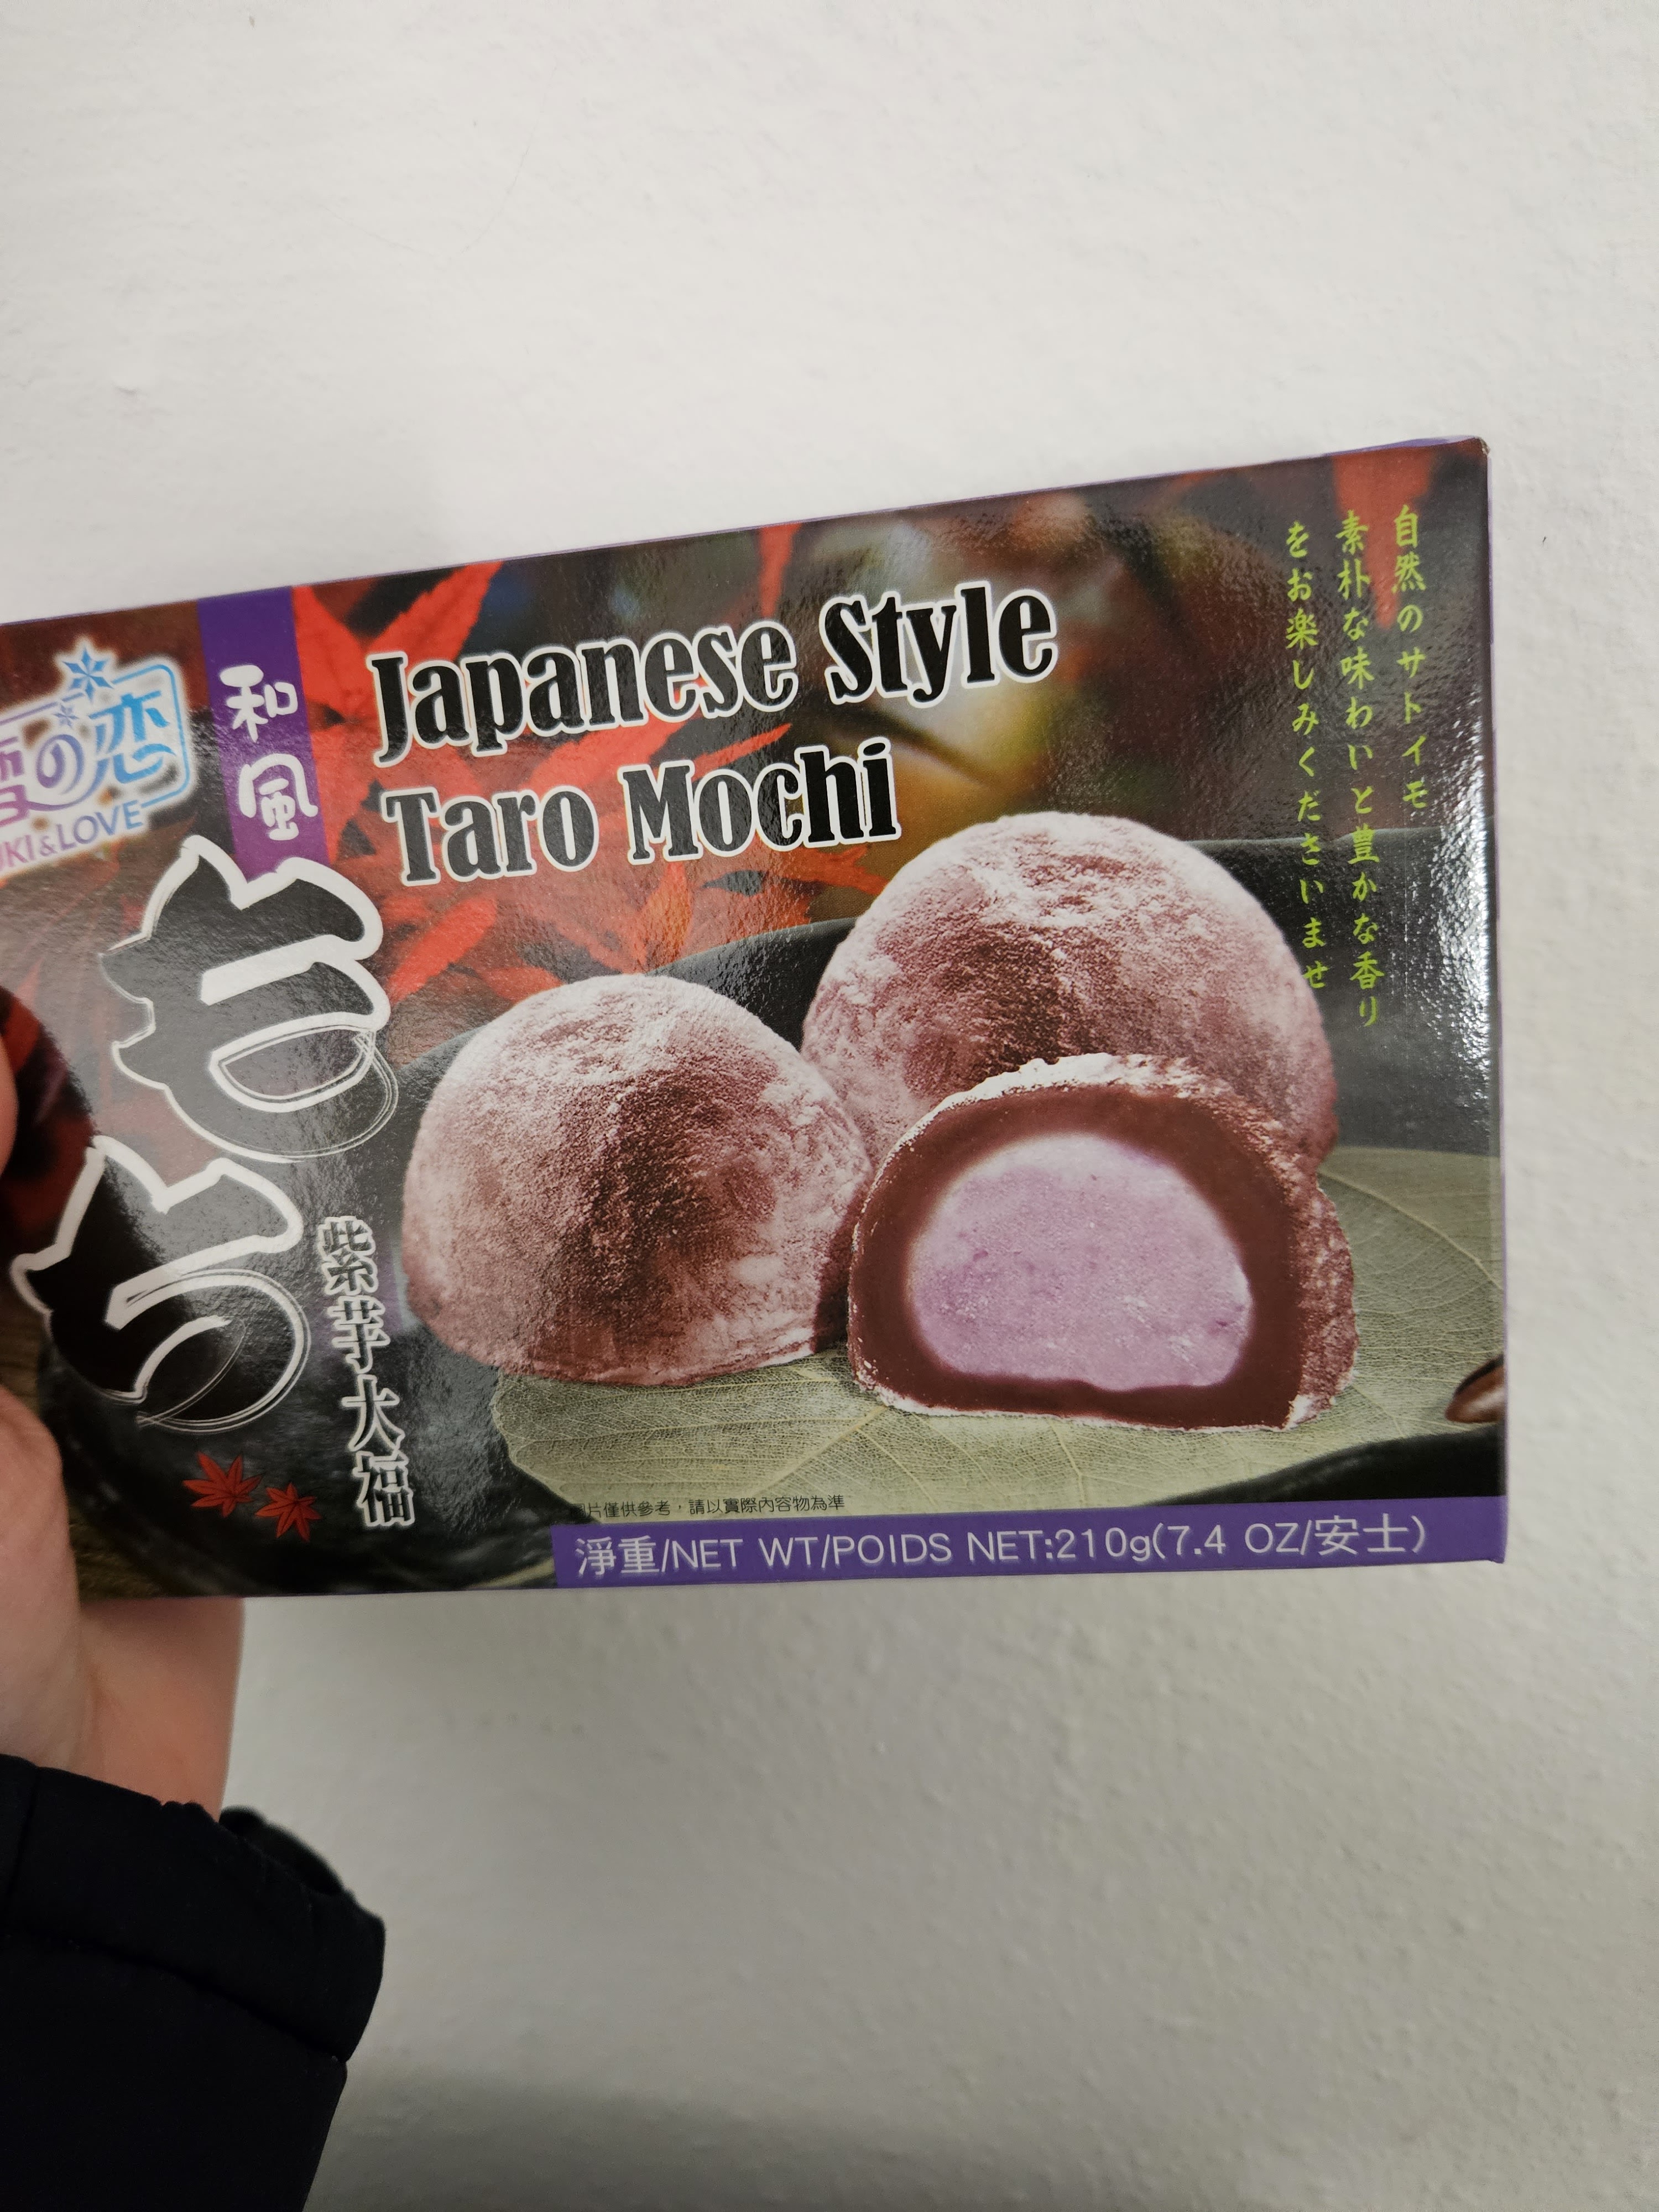 の恋
&LOVE
和風
もち
紫芋大福
Japanese Style
Taro Mochi
自然のサトイモ
素朴な味わいと豊かな香り
をお楽しみくださいませ
片僅供參考，請以實際內容物為準
淨重/NET WT/POIDS NET:210g(7.4 OZ/安士)